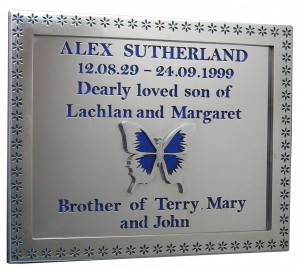 ALEX SUTHERLAND
12.08.29 – 24.09.1999
Dearly loved son of
Lachlan and Margaret
Brother of Terry. Mary
and John